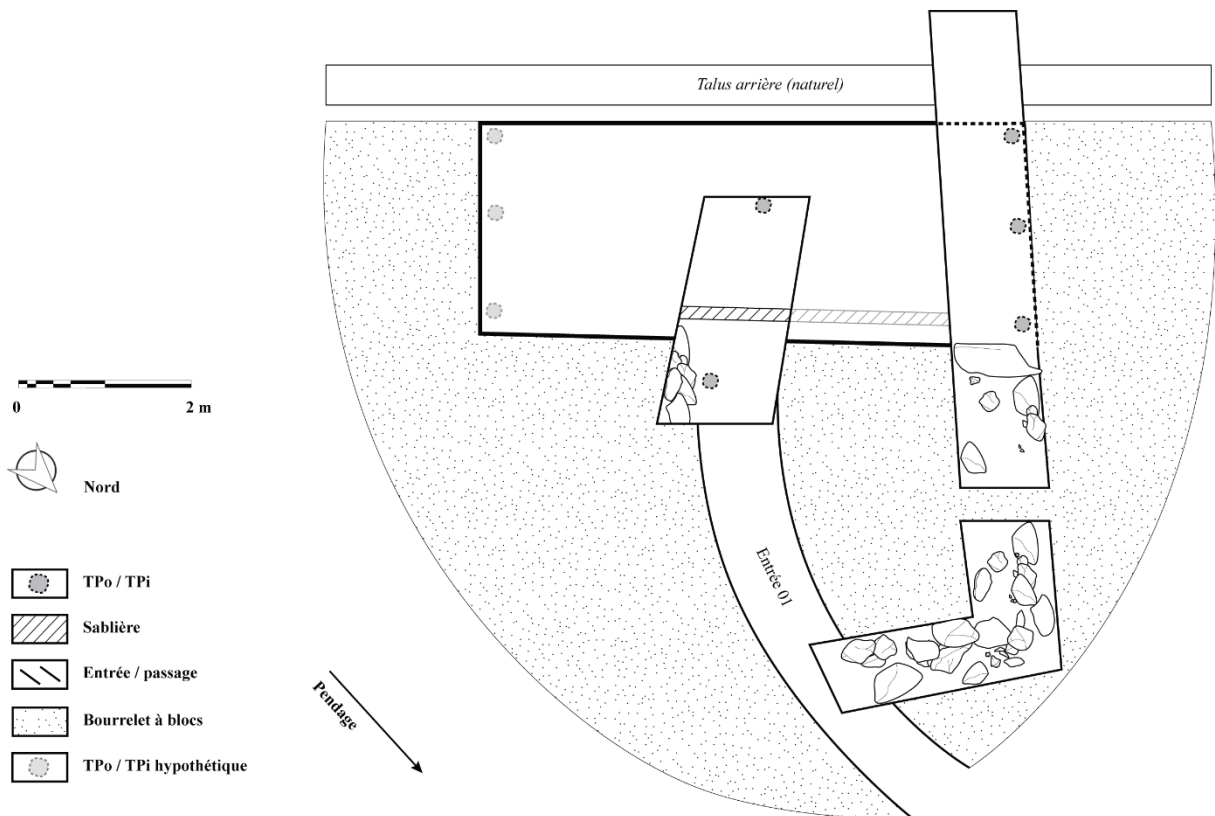 Talus arrière (naturel)
0
2 m
Nord
Entrée 01
TPo / TPi
Sablière
Entrée / passage
Bourrelet à blocs
TPo / TPi hypothétique
Pendage